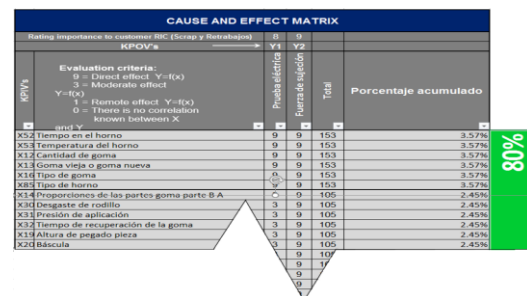 CAUSE AND EFFECT MATRIX
Rating importance to customer RIC (Scrap y Retrabajos) 8 9
KPOV's Y1 Y2
KPIV's
Evaluation criteria:
9 = Direct effect Y=f(x)
3 = Moderate effect
Y=f(x)
1 = Remote effect Y=f(x)
0 = There is no correlation
known between X
and Y
Prueba eléctrica
Fuerza de sujeción
Total
Porcentaje acumulado
X52 Tiempo en el horno 9 9 153 3.57%
X53 Temperatura del horno 9 9 153 3.57%
X12 Cantidad de goma 9 9 153 3.57%
X13 Goma vieja o goma nueva 9 9 153 3.57%
X16 Tipo de goma 9 9 153 3.57%
X85 Tipo de horno 9 153 3.57%
X14 Proporciones de las partes goma parte B A 9 105 2.45%
X30 Desgaste de rodillo 3 9 105 2.45%
X31 Presión de aplicación 3 9 105 2.45%
X32 Tiempo de recuperación de la goma 3 9 105 2.45%
X19 Altura de pegado pieza 3 9 105 2.45%
X20 Báscula 3 9 105 2.45%
9
9
9
9
80%